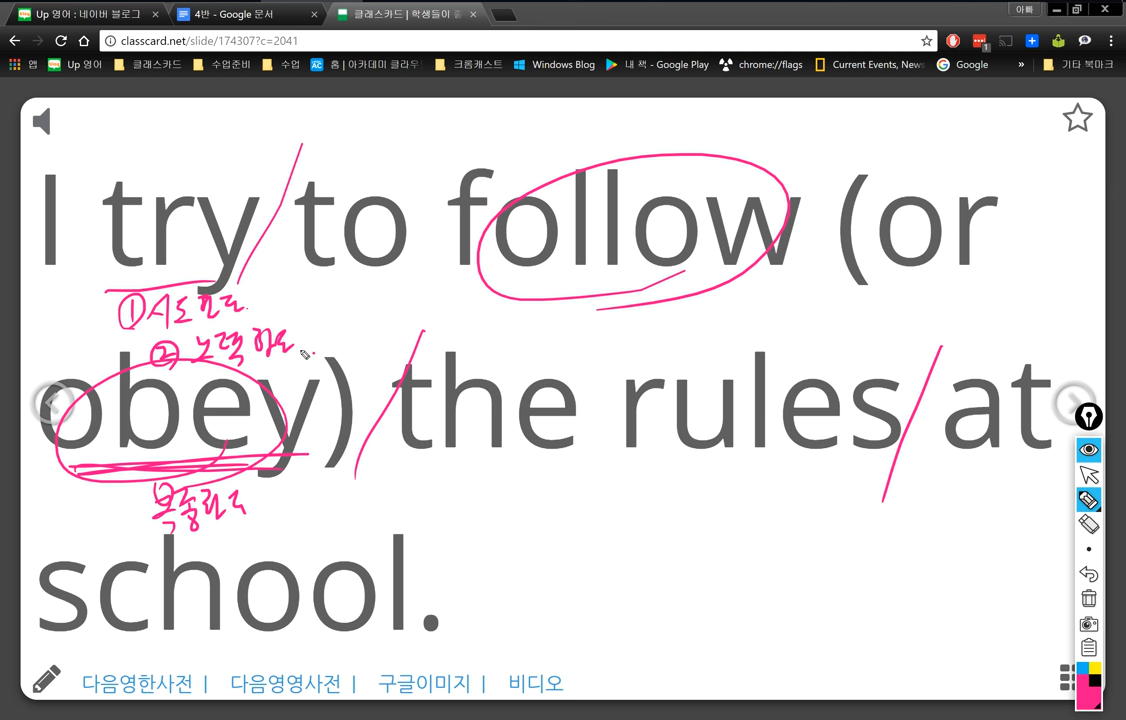 Up 영어 : 네이버 블로그
4반 - Google 문서
클래스카드 | 학생들이 좋
아빠
classcard.net/slide/174307?c=2041
1
앱
Up 영어
클래스카드
수업준비
수업
AC
홈 | 아카데미 클라우
크롬캐스트
Windows Blog
내 책 - Google Play
chrome://flags
Current Events, News
Google
»
기타 북마크
I try to follow (or
①시도한다
② 노력한다.
obey) the rules at
복종한다
school.
다음영한사전 |
다음영영사전 |
구글이미지 |
비디오